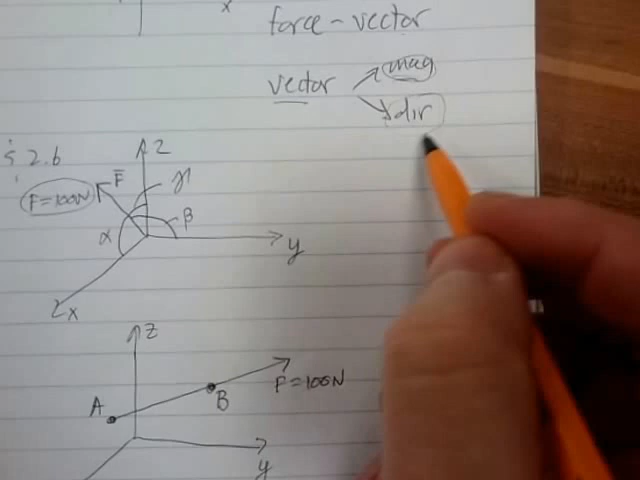 x
force - vector
mag
vector
dir
§ 2.6
z
F̄
γ
F=100N
β
α
y
x
z
F=100N
A
B
y